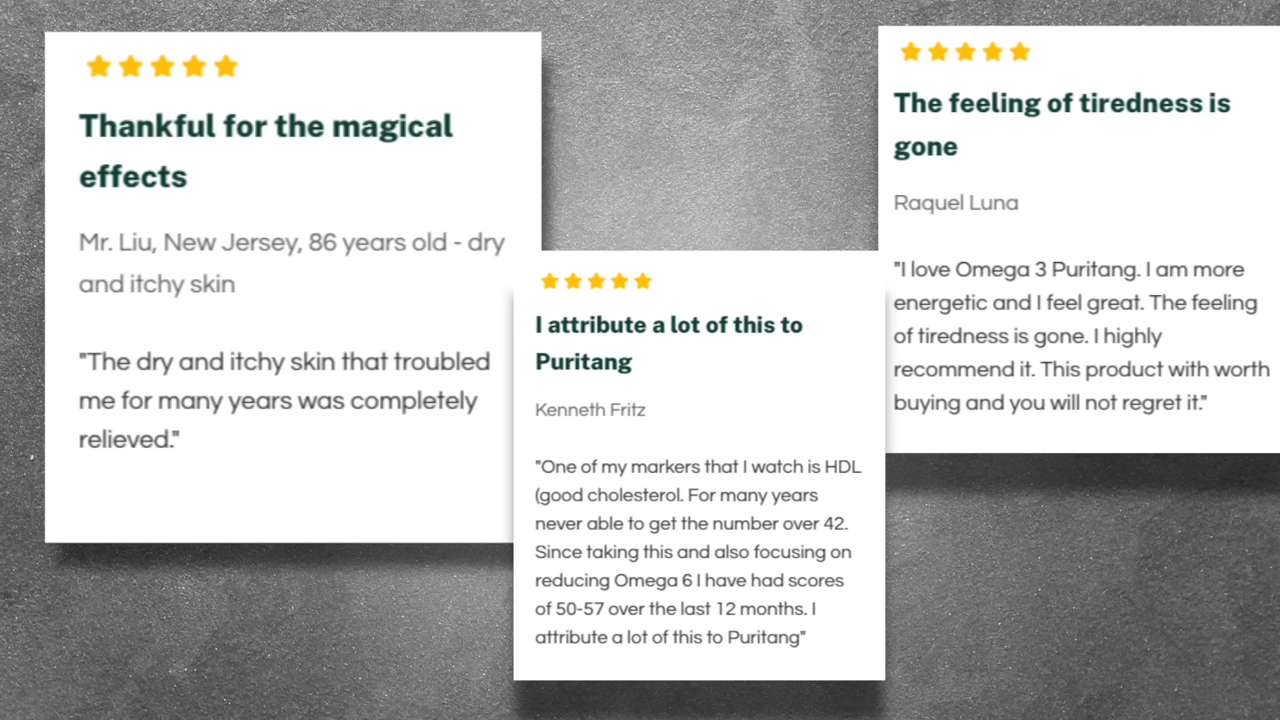 Thankful for the magical
effects
Mr. Liu, New Jersey, 86 years old - dry
and itchy skin
"The dry and itchy skin that troubled
me for many years was completely
relieved."
I attribute a lot of this to
Puritang
Kenneth Fritz
"One of my markers that I watch is HDL
(good cholesterol. For many years
never able to get the number over 42.
Since taking this and also focusing on
reducing Omega 6 I have had scores
of 50-57 over the last 12 months. I
attribute a lot of this to Puritang"
The feeling of tiredness is
gone
Raquel Luna
"I love Omega 3 Puritang. I am more
energetic and I feel great. The feeling
of tiredness is gone. I highly
recommend it. This product with worth
buying and you will not regret it."